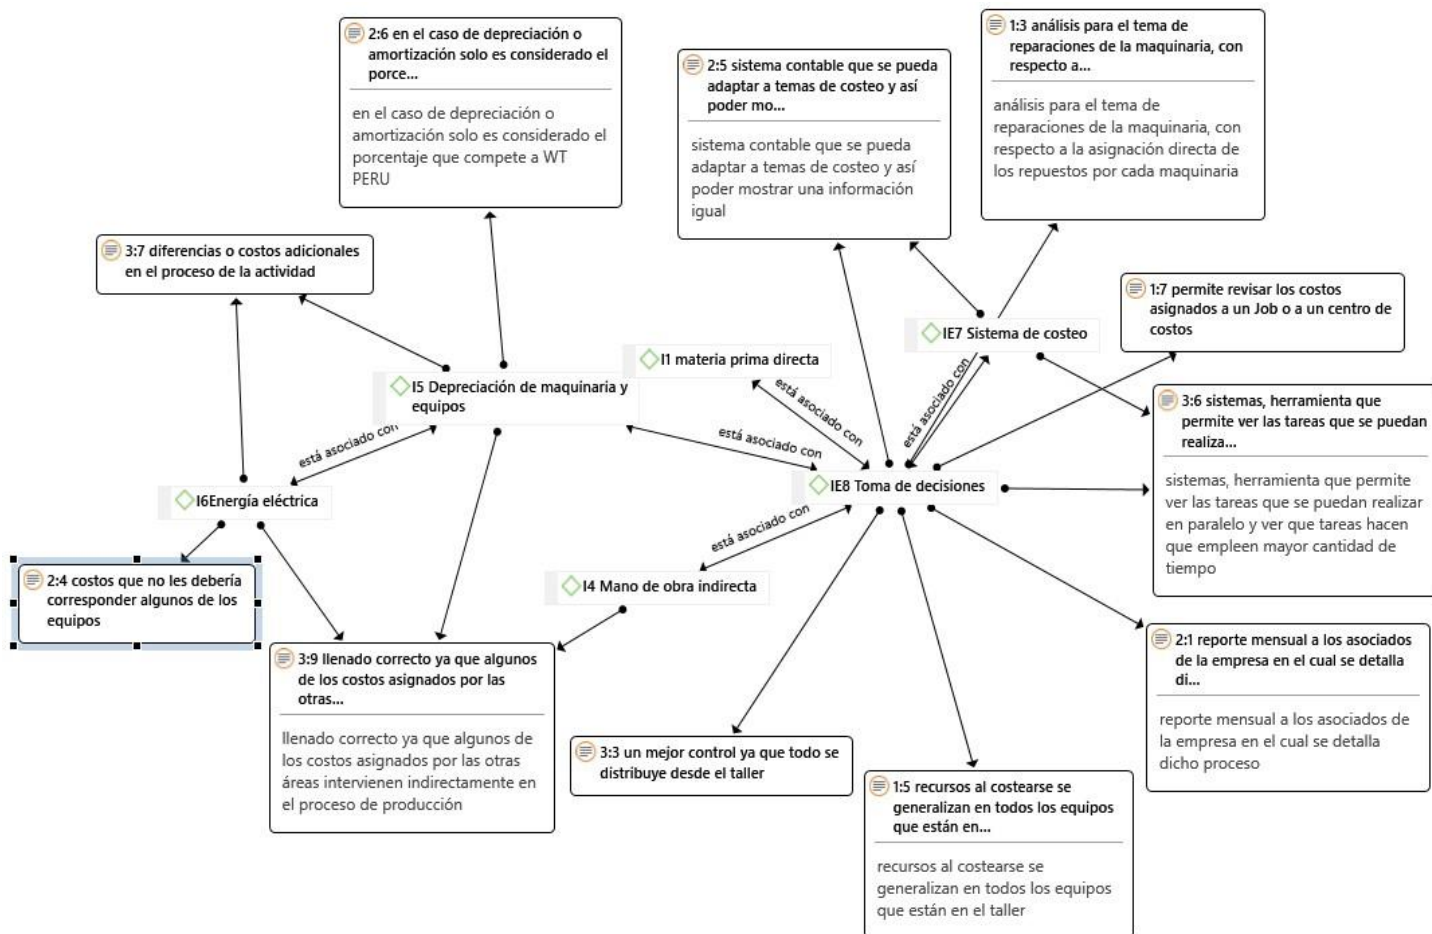 2:6 en el caso de depreciación o
amortización solo es considerado el
porce...
en el caso de depreciación o
amortización solo es considerado el
porcentaje que compete a WT
PERU
2:5 sistema contable que se pueda
adaptar a temas de costeo y así
poder mo...
sistema contable que se pueda
adaptar a temas de costeo y así
poder mostrar una información
igual
1:3 análisis para el tema de
reparaciones de la maquinaria, con
respecto a...
análisis para el tema de
reparaciones de la maquinaria, con
respecto a la asignación directa de
los repuestos por cada maquinaria
3:7 diferencias o costos adicionales
en el proceso de la actividad
1:7 permite revisar los costos
asignados a un Job o a un centro de
costos
IE7 Sistema de costeo
I1 materia prima directa
I5 Depreciación de maquinaria y
equipos
está asociado con
está asociado con
está asociado con
está asociado con
3:6 sistemas, herramienta que
permite ver las tareas que se puedan
realiza...
sistemas, herramienta que permite
ver las tareas que se puedan realizar
en paralelo y ver que tareas hacen
que empleen mayor cantidad de
tiempo
I6Energía eléctrica
IE8 Toma de decisiones
está asociado con
2:4 costos que no les debería
corresponder algunos de los
equipos
I4 Mano de obra indirecta
3:9 llenado correcto ya que algunos
de los costos asignados por las
otras...
llenado correcto ya que algunos de
los costos asignados por las otras
áreas intervienen indirectamente en
el proceso de producción
2:1 reporte mensual a los asociados
de la empresa en el cual se detalla
di...
reporte mensual a los asociados de
la empresa en el cual se detalla
dicho proceso
3:3 un mejor control ya que todo se
distribuye desde el taller
1:5 recursos al costearse se
generalizan en todos los equipos
que están en...
recursos al costearse se
generalizan en todos los equipos
que están en el taller